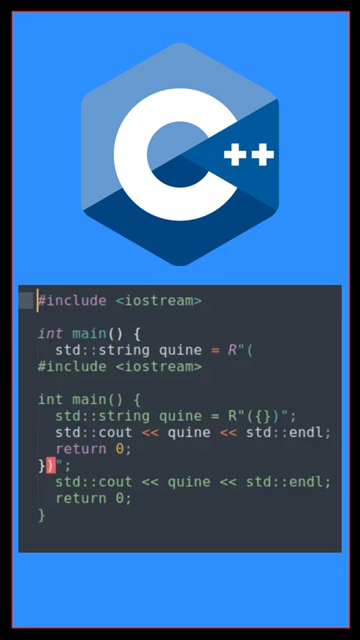 C++
#include <iostream>
int main() {
std::string quine = R"(
#include <iostream>
int main() {
std::string quine = R"({})";
std::cout << quine << std::endl;
return 0;
})";
std::cout << quine << std::endl;
return 0;
}